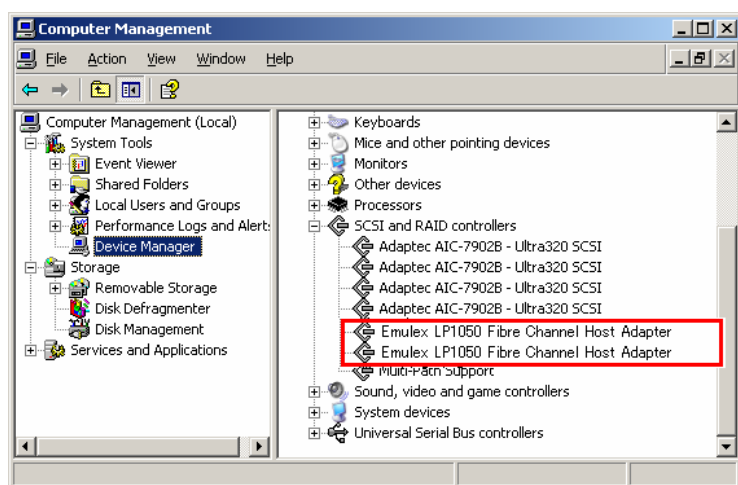 Computer Management
File Action View Window Help
Computer Management (Local)
System Tools
Event Viewer
Shared Folders
Local Users and Groups
Performance Logs and Alert:
Device Manager
Storage
Removable Storage
Disk Defragmenter
Disk Management
Services and Applications
Keyboards
Mice and other pointing devices
Monitors
Other devices
Processors
SCSI and RAID controllers
Adaptec AIC-7902B - Ultra320 SCSI
Adaptec AIC-7902B - Ultra320 SCSI
Adaptec AIC-7902B - Ultra320 SCSI
Adaptec AIC-7902B - Ultra320 SCSI
Emulex LP1050 Fibre Channel Host Adapter
Emulex LP1050 Fibre Channel Host Adapter
Multi-Path Support
Sound, video and game controllers
System devices
Universal Serial Bus controllers